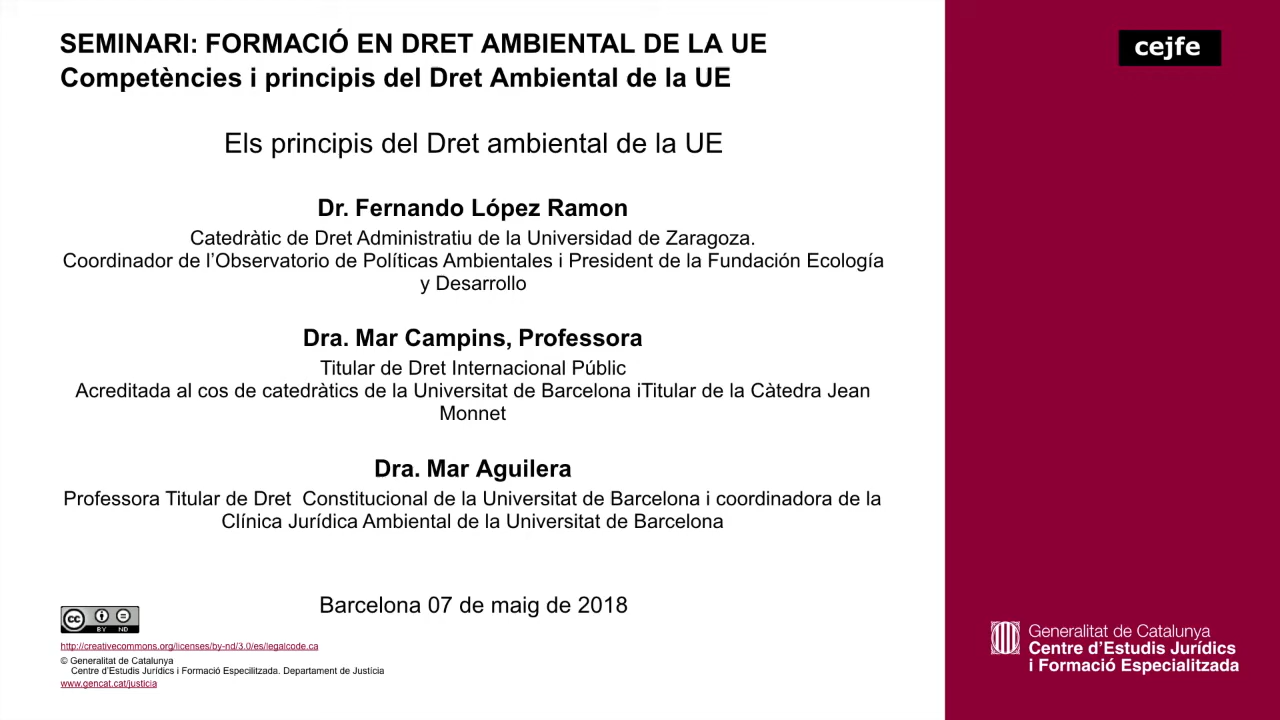 SEMINARI: FORMACIÓ EN DRET AMBIENTAL DE LA UE
Competències i principis del Dret Ambiental de la UE
cejfe
Els principis del Dret ambiental de la UE
Dr. Fernando López Ramon
Catedràtic de Dret Administratiu de la Universidad de Zaragoza.
Coordinador de l’Observatorio de Políticas Ambientales i President de la Fundación Ecología
y Desarrollo
Dra. Mar Campins, Professora
Titular de Dret Internacional Públic
Acreditada al cos de catedràtics de la Universitat de Barcelona iTitular de la Càtedra Jean
Monnet
Dra. Mar Aguilera
Professora Titular de Dret  Constitucional de la Universitat de Barcelona i coordinadora de la
Clínica Jurídica Ambiental de la Universitat de Barcelona
Barcelona 07 de maig de 2018
cc BY ND
http://creativecommons.org/licenses/by-nd/3.0/es/legalcode.ca
© Generalitat de Catalunya
Centre d’Estudis Jurídics i Formació Especilitzada. Departament de Justícia
www.gencat.cat/justicia
Generalitat de Catalunya
Centre d’Estudis Jurídics
i Formació Especialitzada